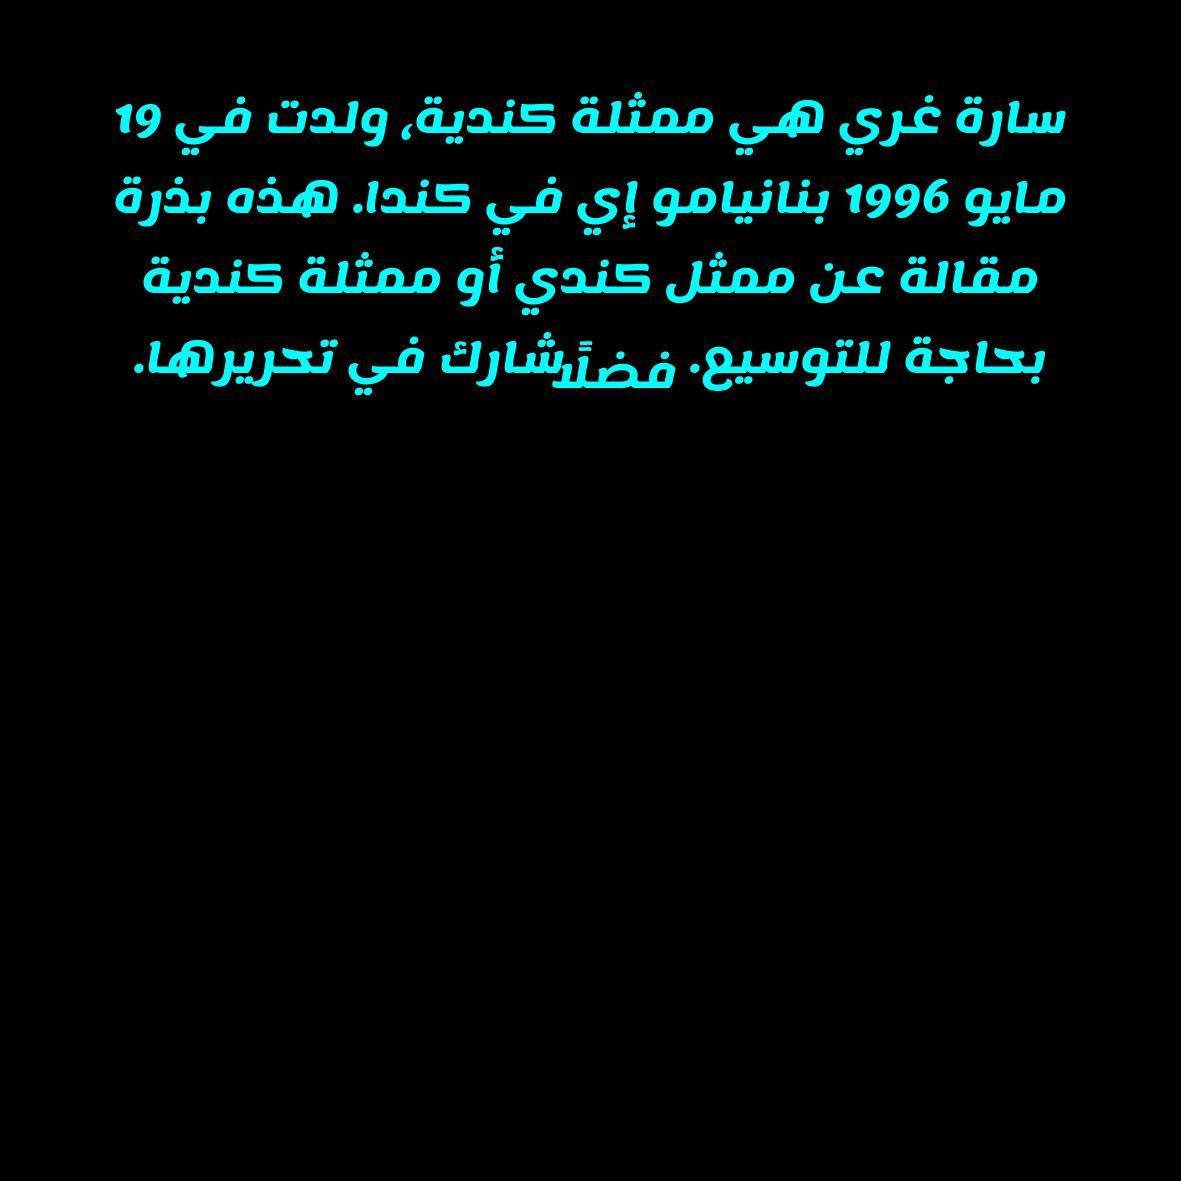 سارة غري هي ممثلة كندية، ولدت في 19
مايو 1996 بنانيامو إي في كندا. هذه بذرة
مقالة عن ممثل كندي أو ممثلة كندية
بحاجة للتوسيع. فضلًا شارك في تحريرها.